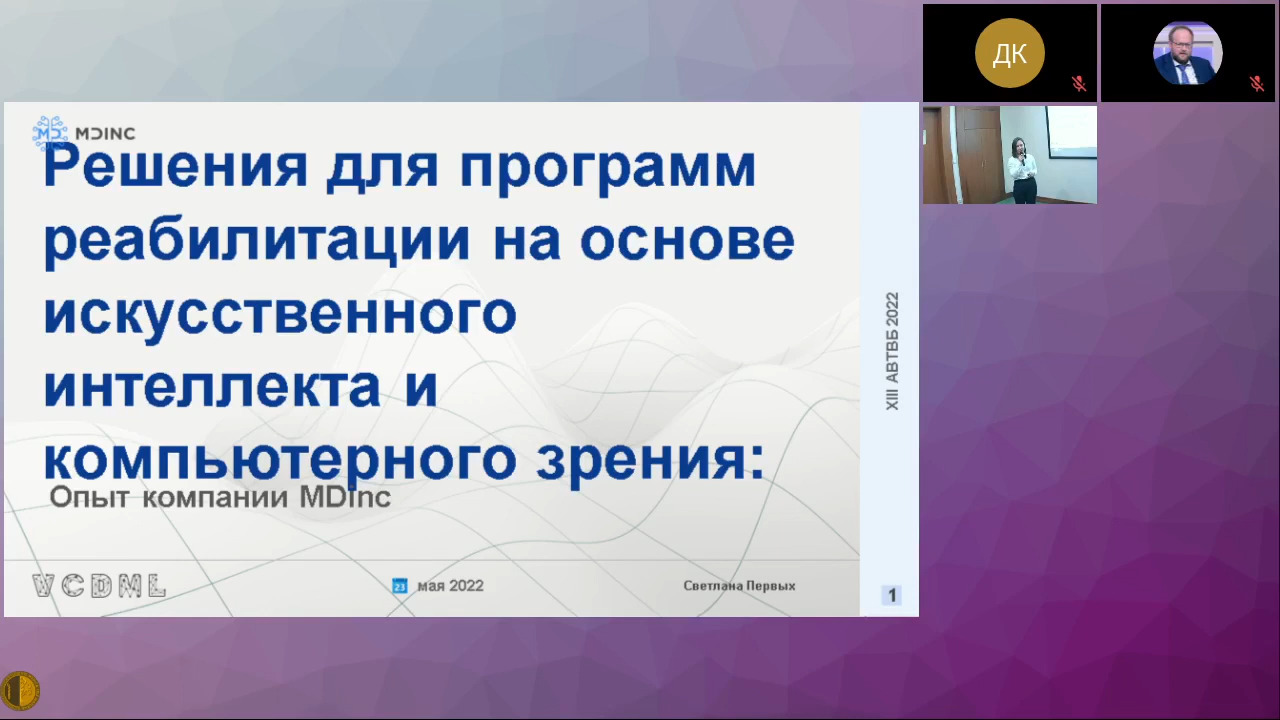 MDINC
Решения для программ
реабилитации на основе
искусственного
интеллекта и
компьютерного зрения:
Опыт компании MDinc
VCDML
23 мая 2022
Светлана Первых
XIII АВТВБ 2022
1
ДК